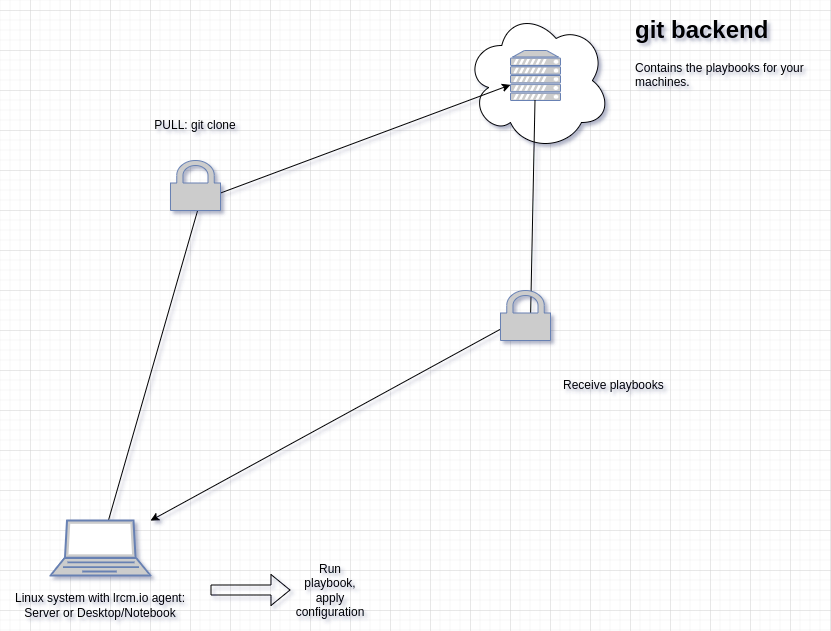 git backend
Contains the playbooks for your
machines.
PULL: git clone
Receive playbooks
Linux system with lrcm.io agent:
Server or Desktop/Notebook
Run
playbook,
apply
configuration